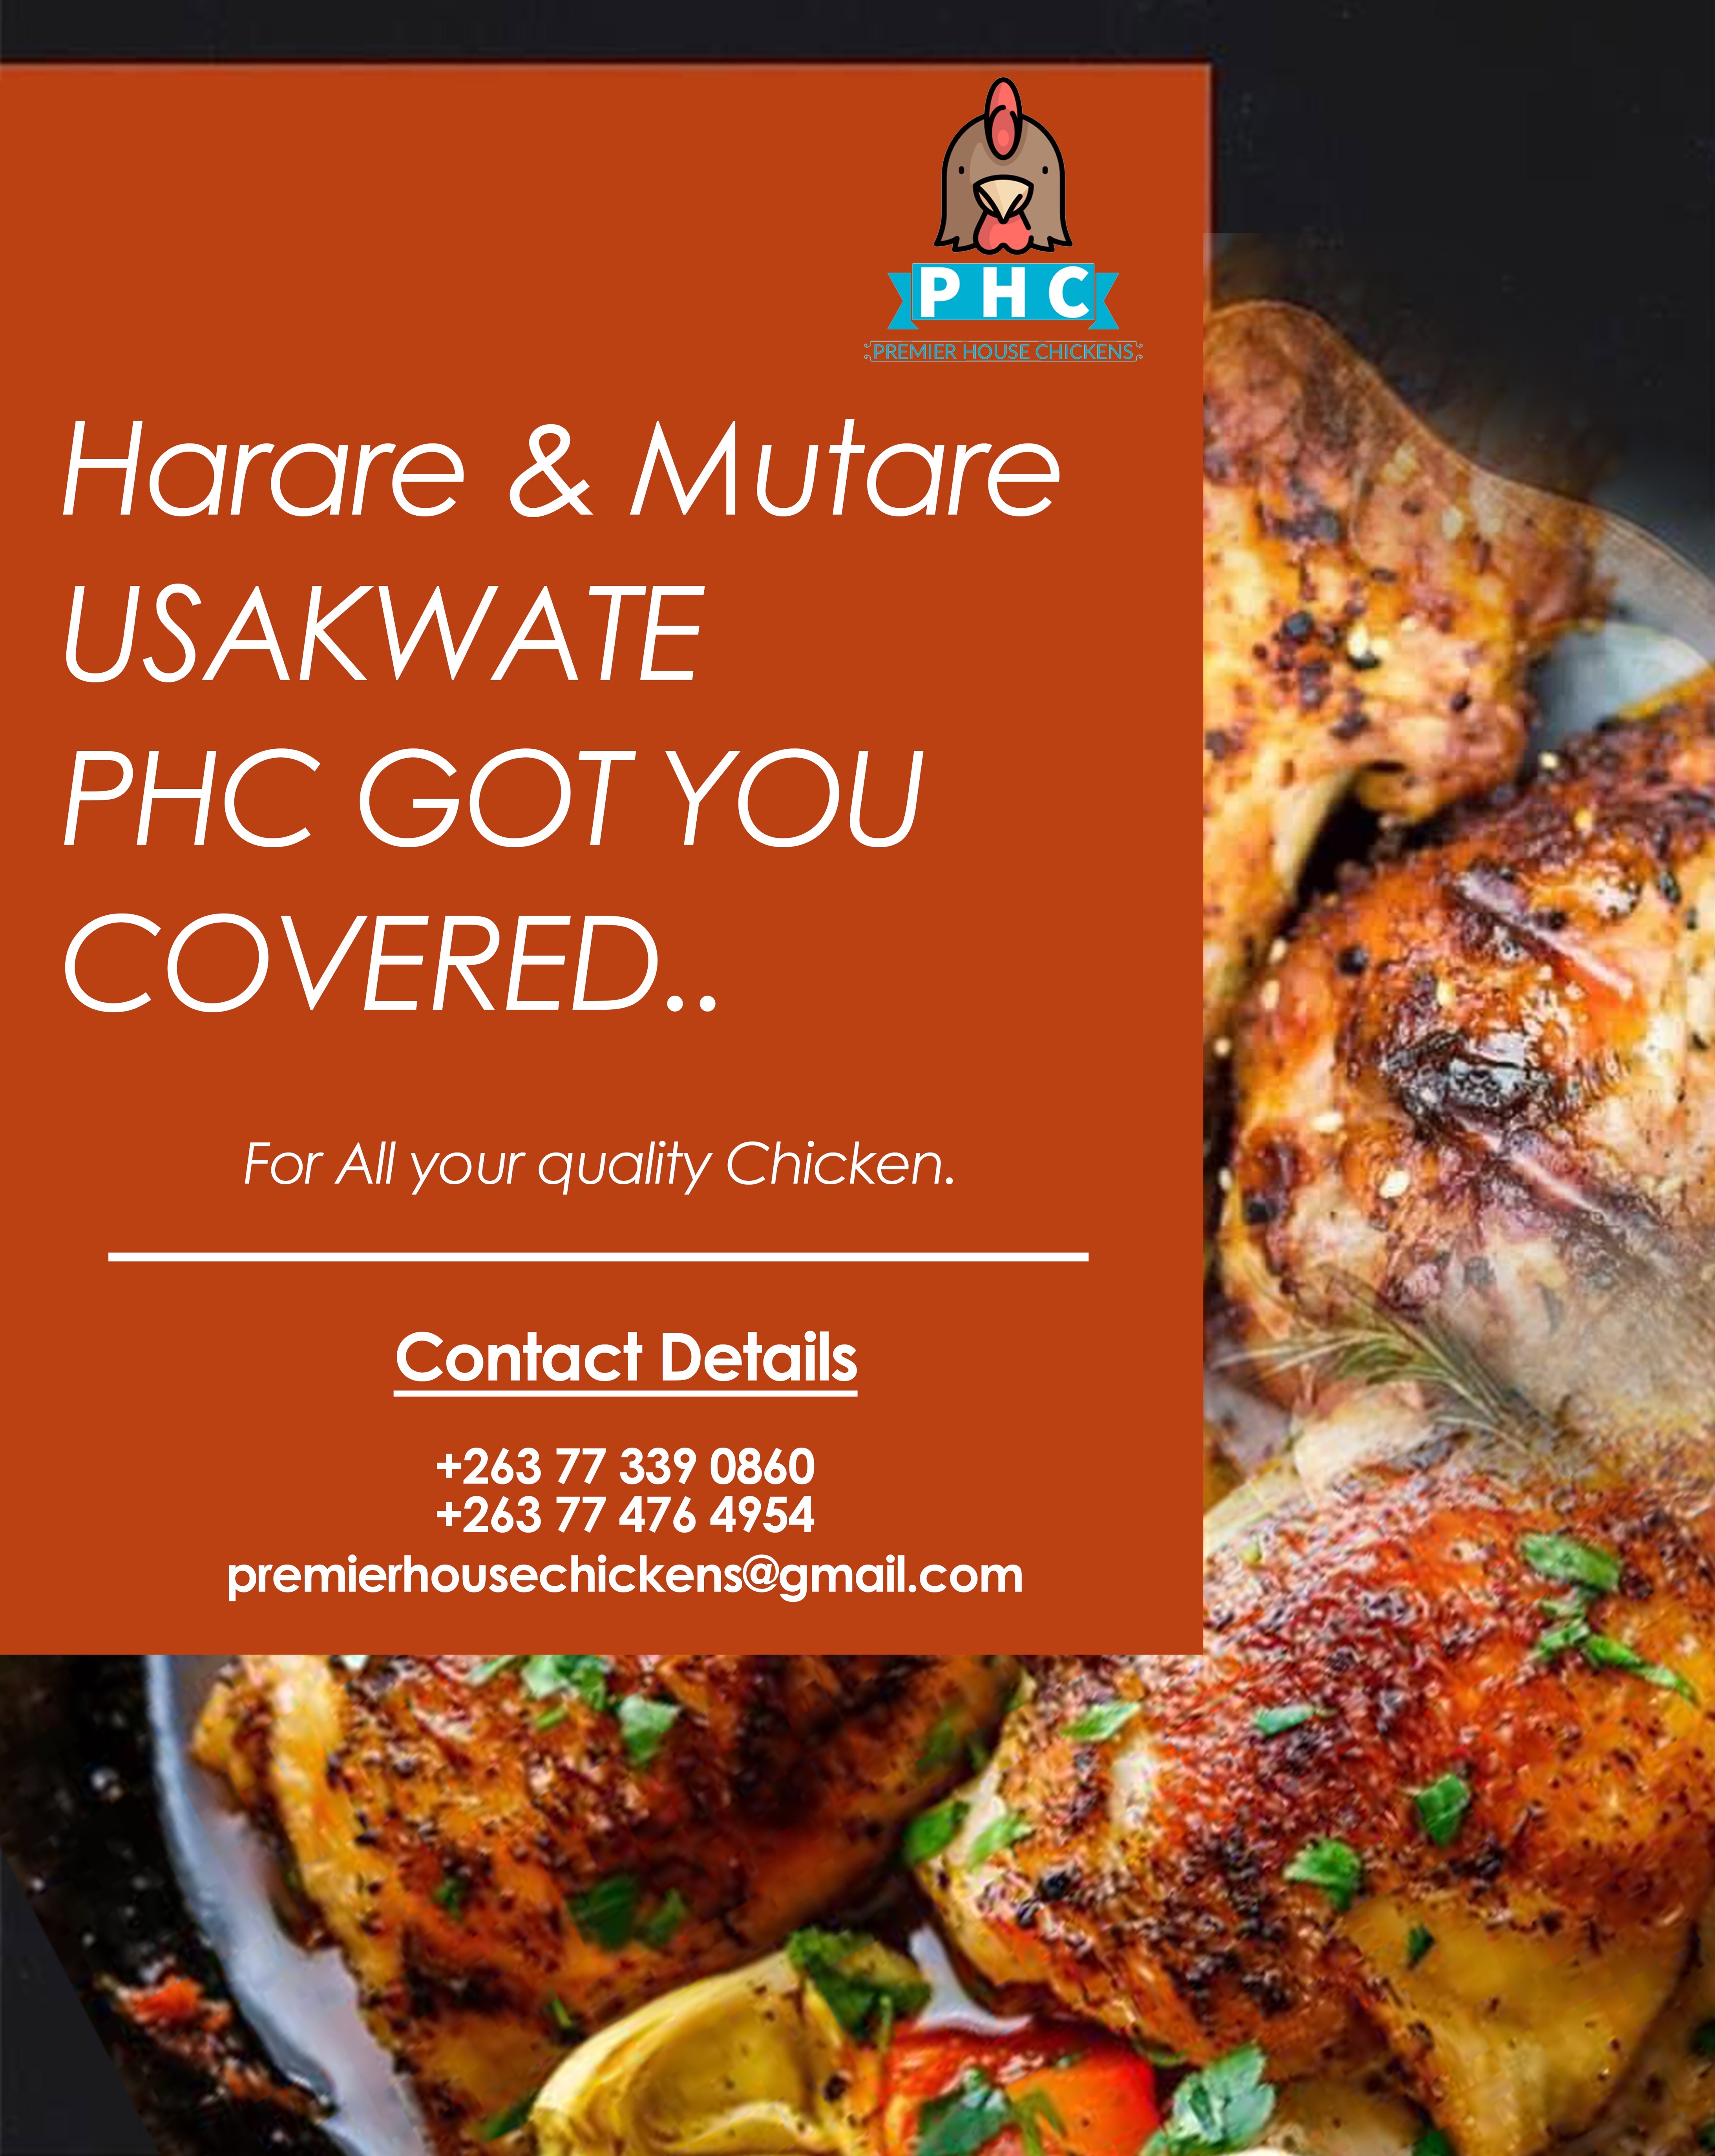 P H C
PREMIER HOUSE CHICKENS
Harare & Mutare
USAKWATE
PHC GOT YOU
COVERED..
For All your quality Chicken.
Contact Details
+263 77 339 0860
+263 77 476 4954
premierhousechickens@gmail.com